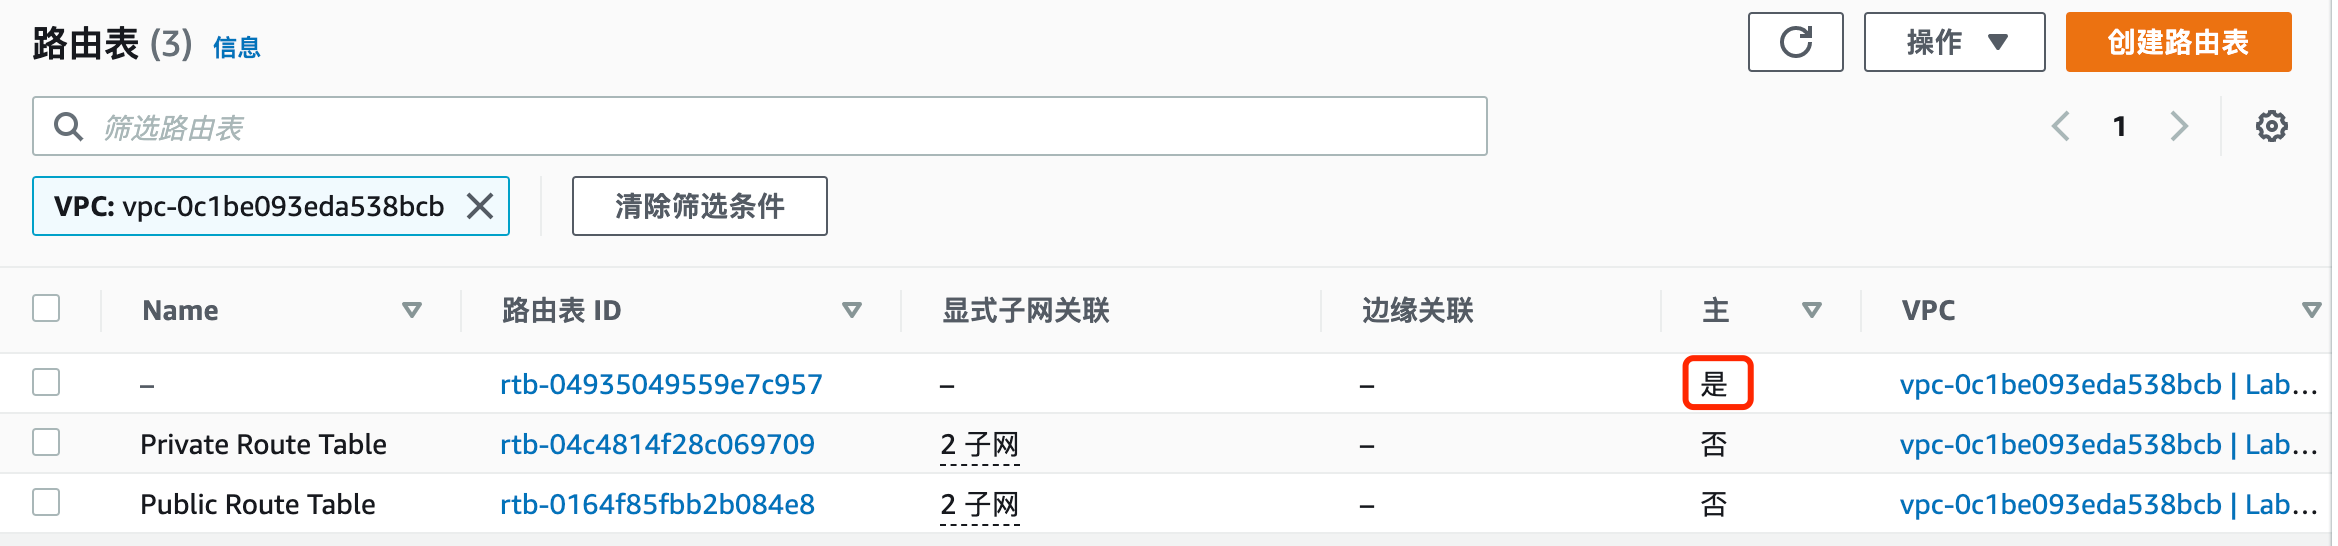 路由表 (3) 信息
操作 创建路由表
筛选路由表
1
VPC: vpc-0c1be093eda538bcb 清除筛选条件
Name 路由表 ID 显式子网关联 边缘关联 主 VPC
– rtb-04935049559e7c957 – – 是 vpc-0c1be093eda538bcb | Lab...
Private Route Table rtb-04c4814f28c069709 2 子网 – 否 vpc-0c1be093eda538bcb | Lab...
Public Route Table rtb-0164f85fbb2b084e8 2 子网 – 否 vpc-0c1be093eda538bcb | Lab...